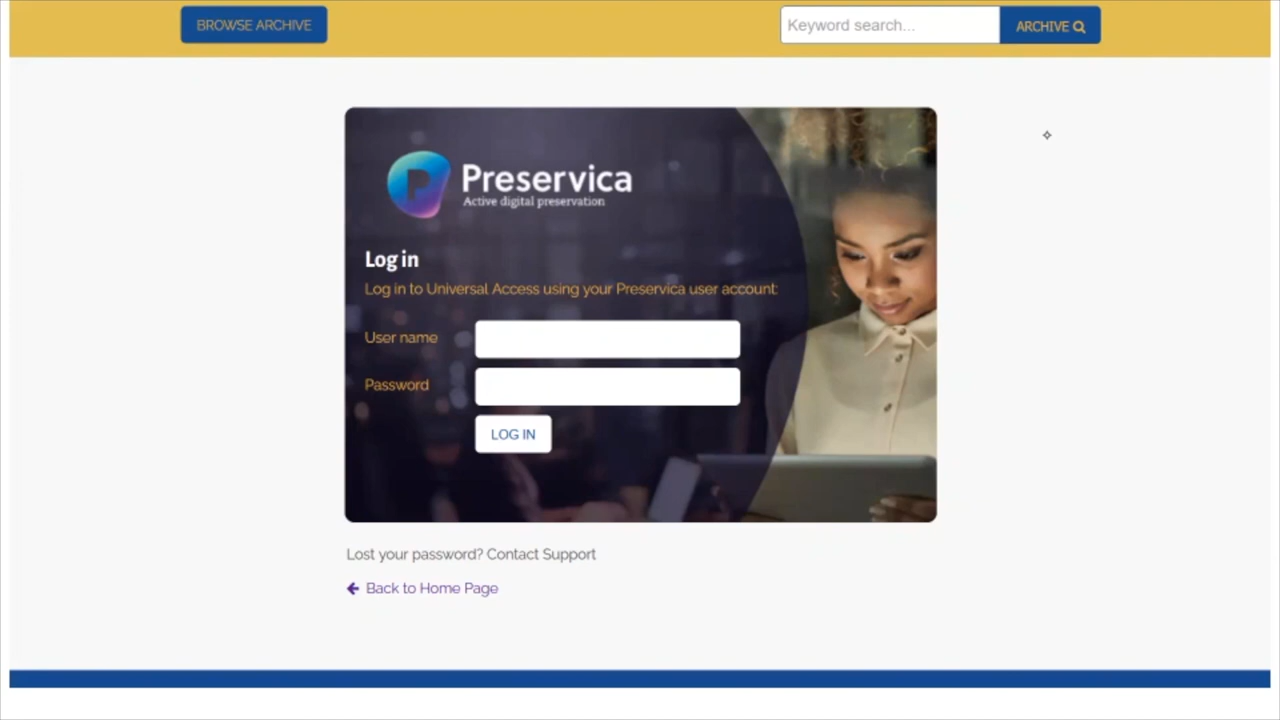 BROWSE ARCHIVE
Keyword search...
ARCHIVE
Preservica
Active digital preservation
Log in
Log in to Universal Access using your Preservica user account:
User name
Password
LOG IN
Lost your password? Contact Support
Back to Home Page